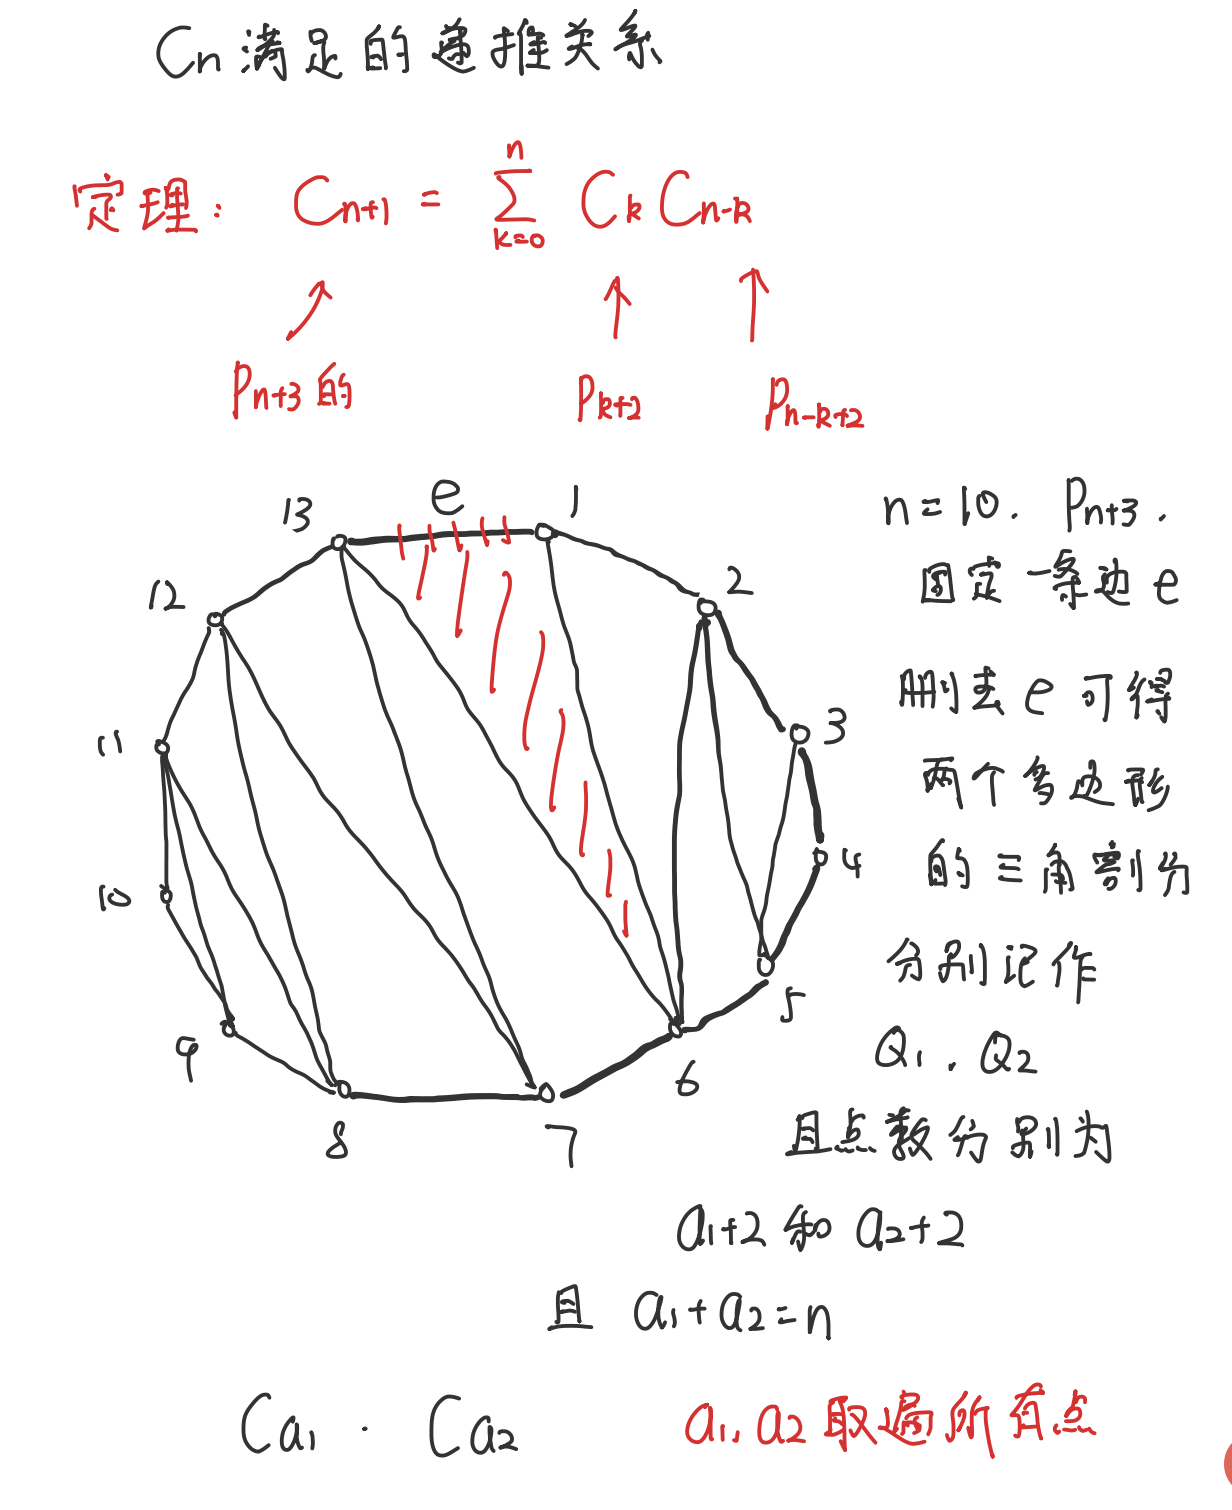 Cn满足的递推关系
定理: C_{n+1} = \sum_{k=0}^{n} C_k C_{n-k}
P_{n+3}的 P_{k+2} P_{n-k+2}
n=10. P_{n+3}.
固定一条边e
删去e可得
两个多边形
的三角剖分
分别记作
Q_1, Q_2
且点数分别为
a_1+2 和 a_2+2
且 a_1+a_2=n
C_{a_1} · C_{a_2} a_1, a_2 取遍所有点
e
13
1
12
2
11
3
10
4
9
5
8
6
7